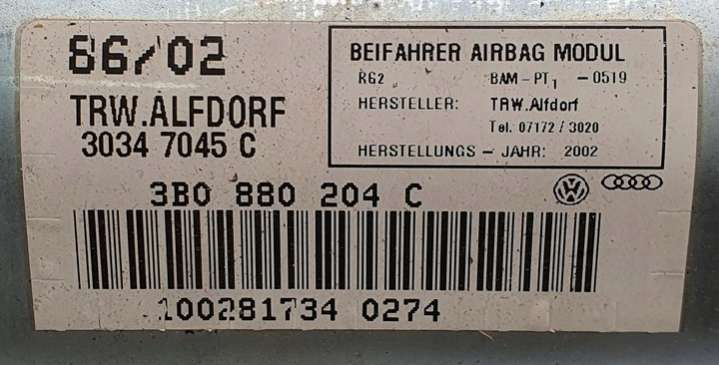 86/02
TRW.ALFDORF
3034 7045 C
BEIFAHRER AIRBAG MODUL
RG2 BAM-PT1 -0519
HERSTELLER: TRW.Alfdorf
Tel. 07172/3020
HERSTELLUNGS - JAHR: 2002
3B0 880 204 C
100281734 0274